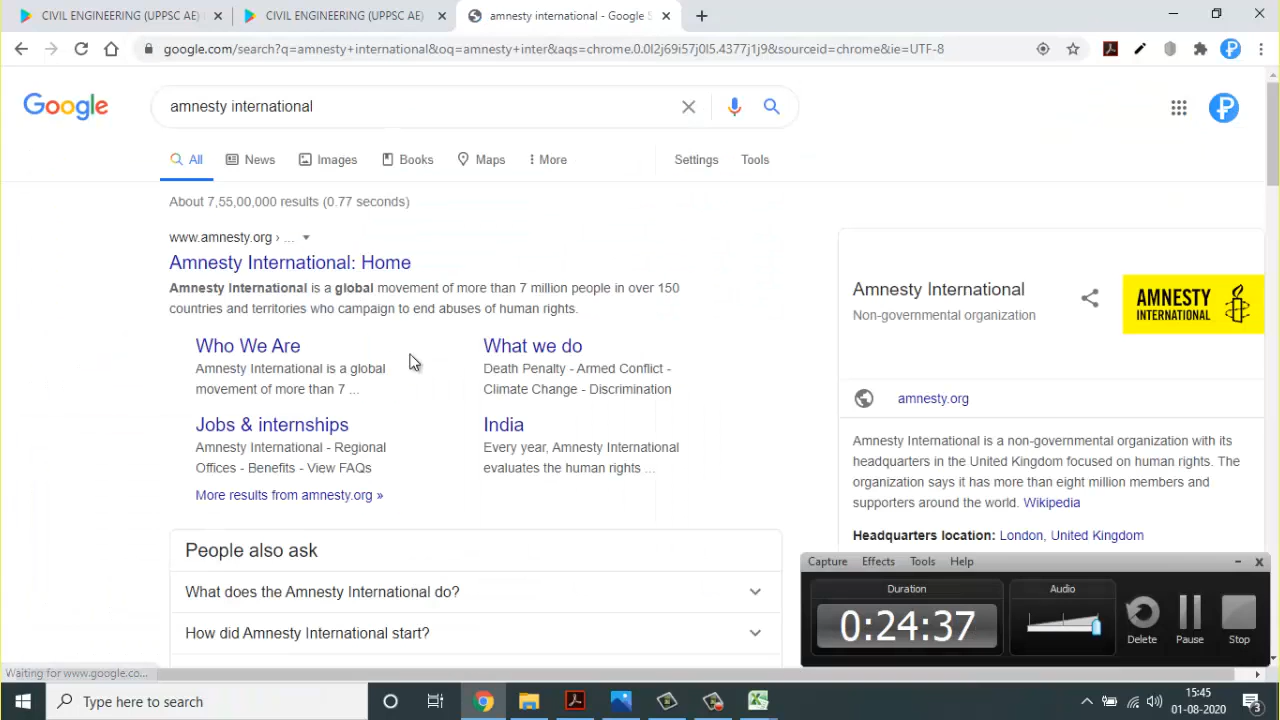 CIVIL ENGINEERING (UPPSC AE)
CIVIL ENGINEERING (UPPSC AE)
amnesty international - Google S
google.com/search?q=amnesty+international&oq=amnesty+inter&aqs=chrome.0.0l2j69i57j0l5.4377j1j9&sourceid=chrome&ie=UTF-8
Google
amnesty international
All
News
Images
Books
Maps
More
Settings
Tools
About 7,55,00,000 results (0.77 seconds)
www.amnesty.org › ...
Amnesty International: Home
Amnesty International is a global movement of more than 7 million people in over 150
countries and territories who campaign to end abuses of human rights.
Who We Are
Amnesty International is a global
movement of more than 7 ...
What we do
Death Penalty - Armed Conflict -
Climate Change - Discrimination
Jobs & internships
Amnesty International - Regional
Offices - Benefits - View FAQs
India
Every year, Amnesty International
evaluates the human rights ...
More results from amnesty.org »
People also ask
What does the Amnesty International do?
How did Amnesty International start?
Amnesty International
Non-governmental organization
AMNESTY
INTERNATIONAL
amnesty.org
Amnesty International is a non-governmental organization with its
headquarters in the United Kingdom focused on human rights. The
organization says it has more than eight million members and
supporters around the world. Wikipedia
Headquarters location: London, United Kingdom
Capture Effects Tools Help
Duration
0:24:37
Audio
Delete
Pause
Stop
Waiting for www.google.co...
Type here to search
15:45
01-08-2020
3